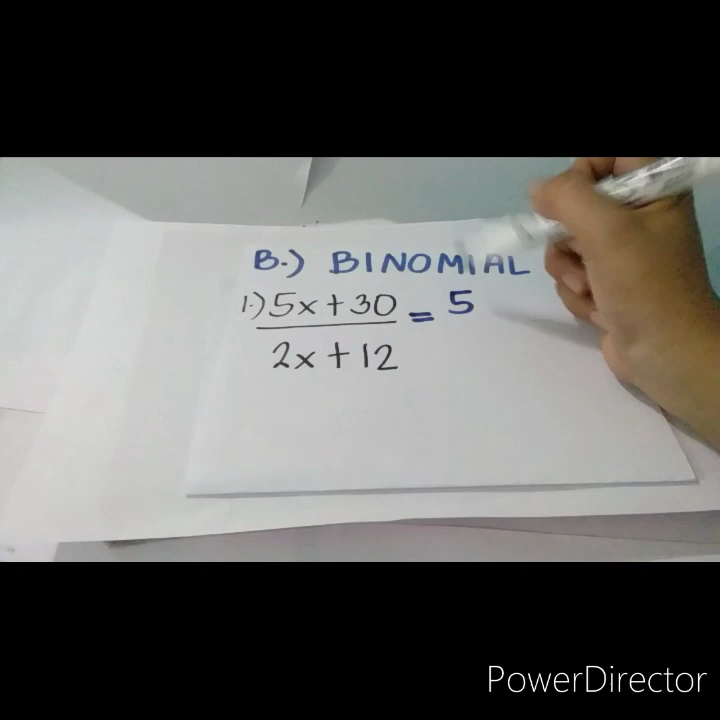 B.) BINOMIAL
1.) 5x + 30 = 5
2x + 12
PowerDirector